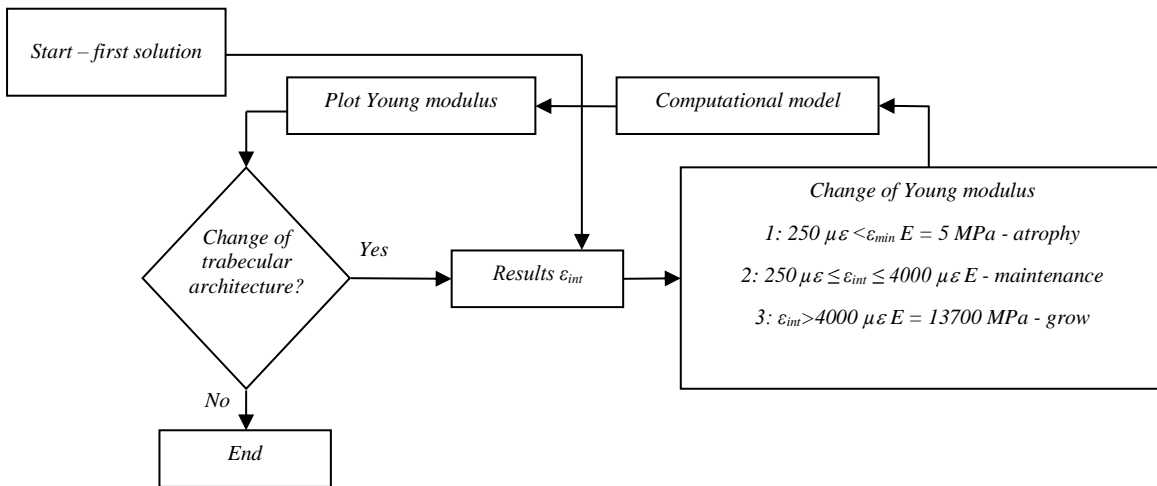 Start – first solution
Plot Young modulus
Computational model
Change of Young modulus
1: 250 με <εmin E = 5 MPa - atrophy
2: 250 με ≤ εint ≤ 4000 με E - maintenance
3: εint>4000 με E = 13700 MPa - grow
Change of
trabecular
architecture?
Yes
Results εint
No
End